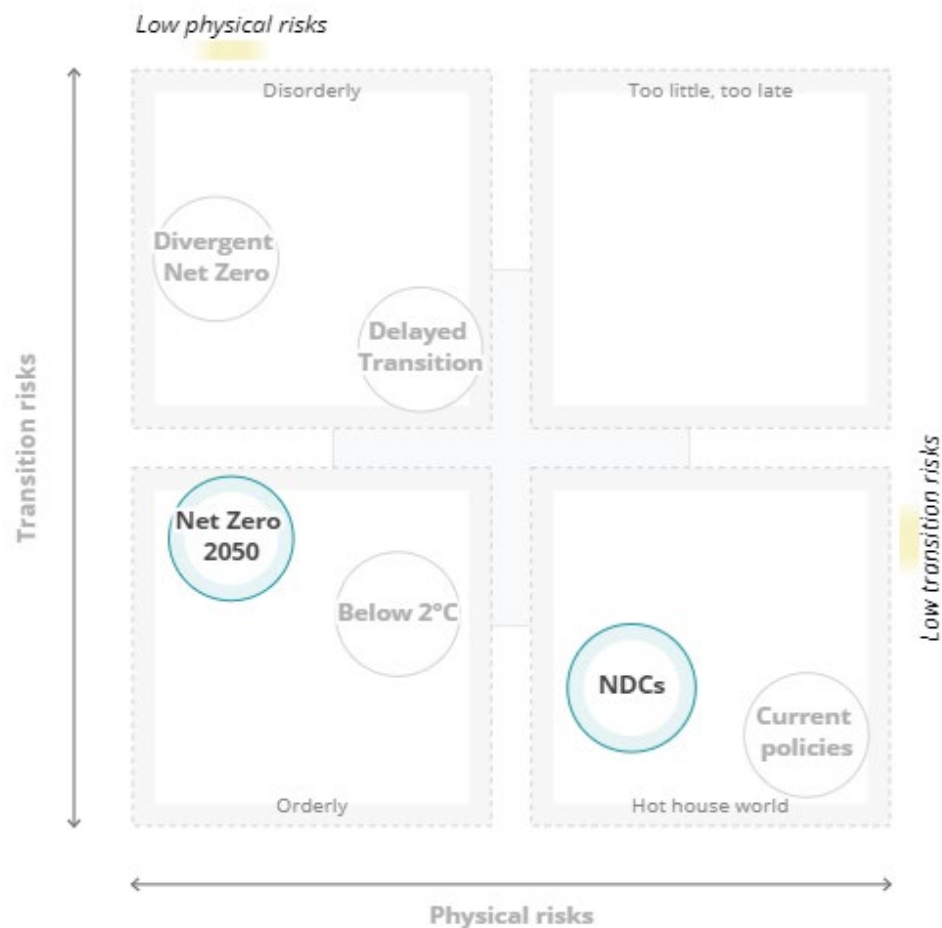 Low physical risks
Disorderly
Too little, too late
Divergent
Net Zero
Delayed
Transition
Transition risks
Low transition risks
Net Zero
2050
Below 2°C
NDCs
Current
policies
Orderly
Hot house world
Physical risks